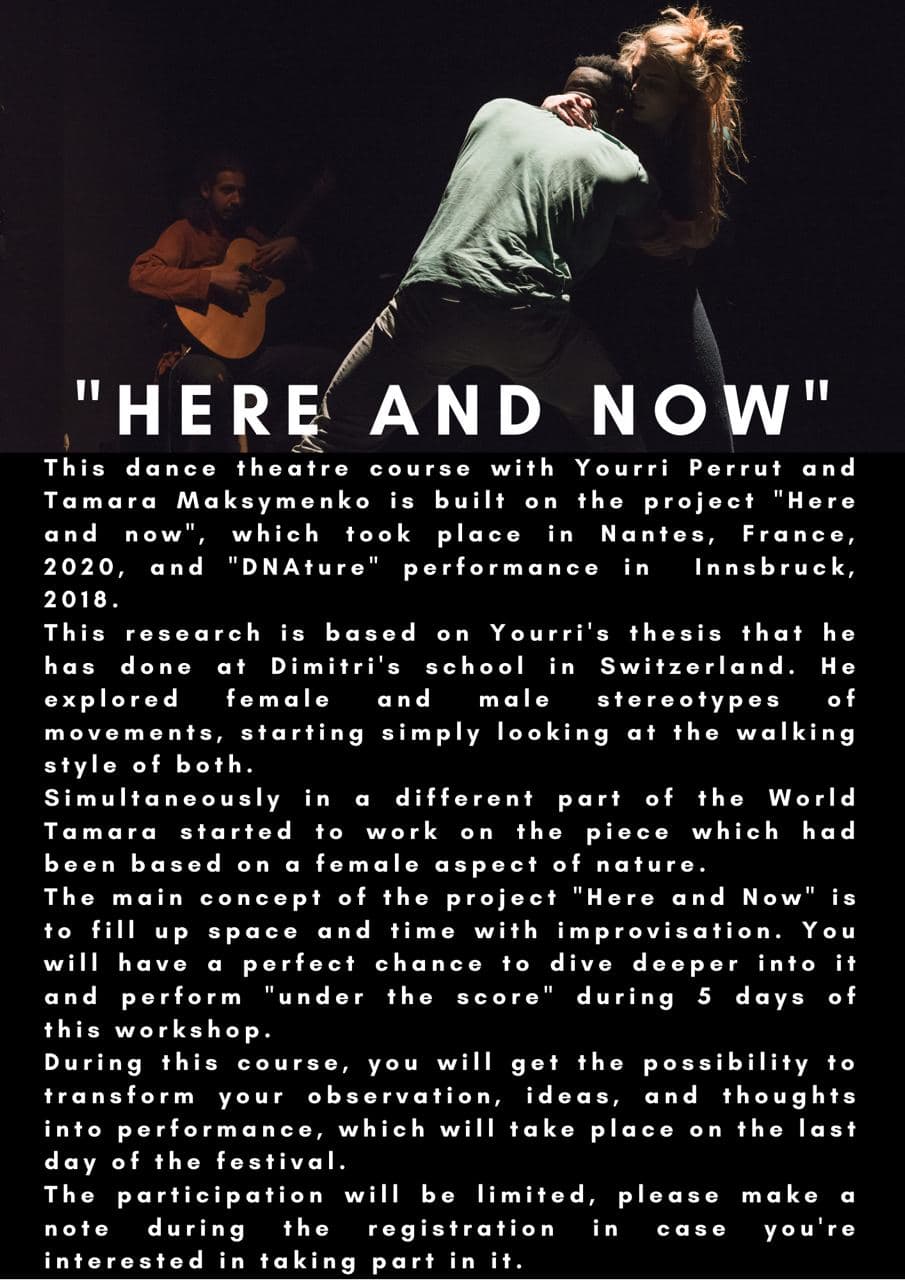 "HERE AND NOW"
This dance theatre course with Yourri Perrut and
Tamara Maksymenko is built on the project "Here
and now", which took place in Nantes, France,
2020, and "DNAture" performance in Innsbruck,
2018.
This research is based on Yourri's thesis that he
has done at Dimitri's school in Switzerland. He
explored female and male stereotypes of
movements, starting simply looking at the walking
style of both.
Simultaneously in a different part of the World
Tamara started to work on the piece which had
been based on a female aspect of nature.
The main concept of the project "Here and Now" is
to fill up space and time with improvisation. You
will have a perfect chance to dive deeper into it
and perform "under the score" during 5 days of
this workshop.
During this course, you will get the possibility to
transform your observation, ideas, and thoughts
into performance, which will take place on the last
day of the festival.
The participation will be limited, please make a
note during the registration in case you're
interested in taking part in it.